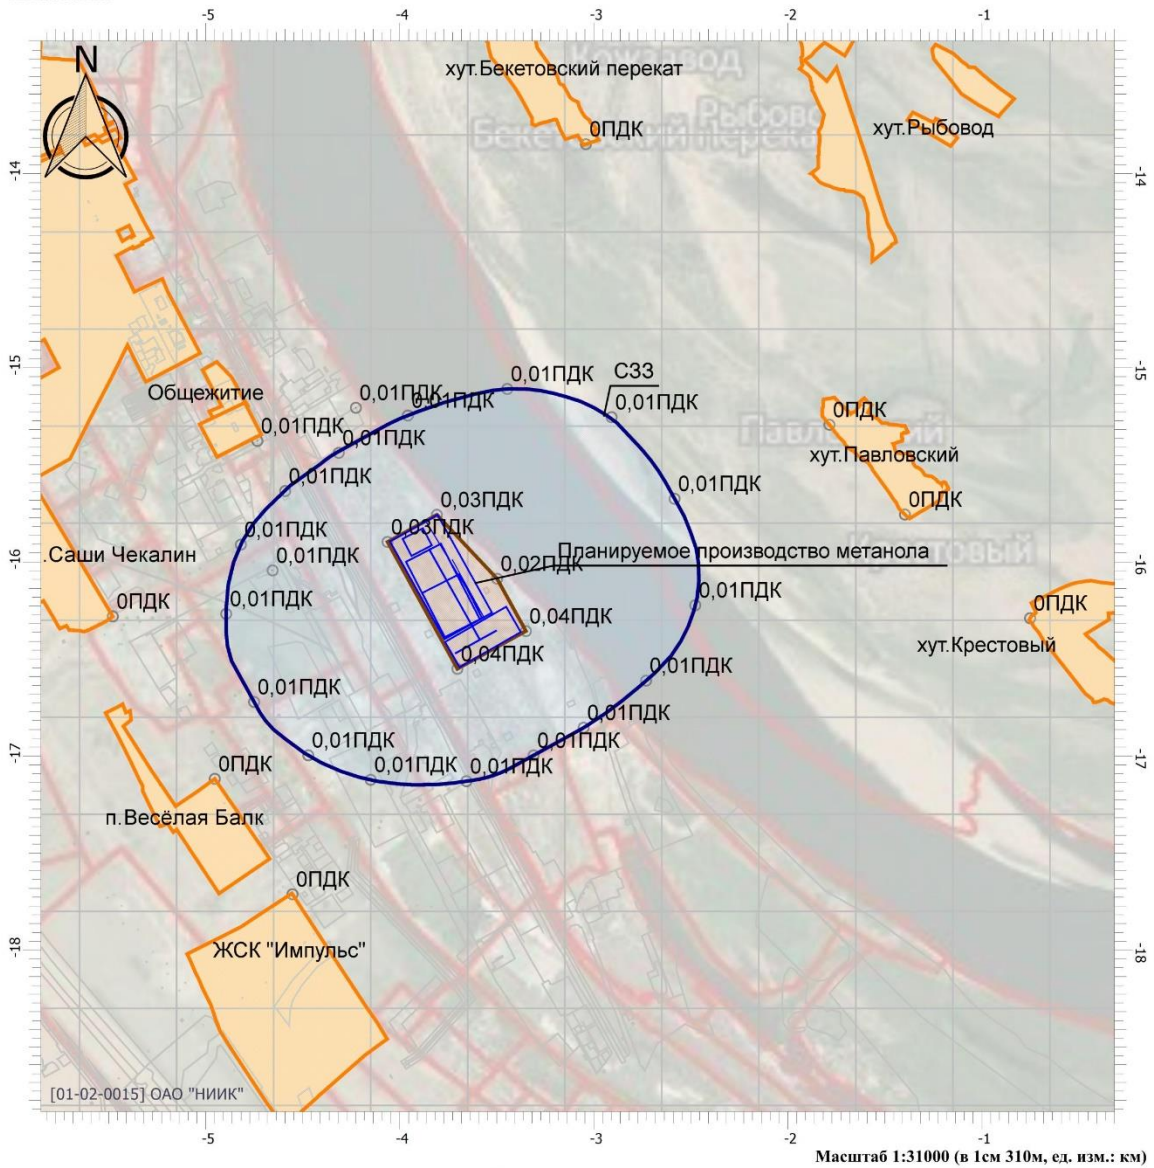 -5 -4 -3 -2 -1
N
хут.Бекетовский перекат
0ПДК
хут.Рыбовод
-14 -14
-15 -15
СЗЗ
0,01ПДК
0,01ПДК
0,01ПДК
0,01ПДК
Общежитие
0,01ПДК
0,01ПДК
0ПДК
хут.Павловский
0,01ПДК
0,01ПДК
0,03ПДК
0ПДК
0,01ПДК
0,03ПДК
.Саши Чекалин
0,01ПДК
Планируемое производство метанола
0,02ПДК
-16 -16
0ПДК
0,01ПДК
0,01ПДК
0,04ПДК
0ПДК
хут.Крестовый
0,04ПДК
0,01ПДК
0,01ПДК
0,01ПДК
0,01ПДК
0,01ПДК
-17 -17
0ПДК
0,01ПДК
0,01ПДК
п.Весёлая Балк
0ПДК
ЖСК "Импульс"
-18 -18
[01-02-0015] ОАО "НИИК"
-5 -4 -3 -2 -1
Масштаб 1:31000 (в 1см 310м, ед. изм.: км)